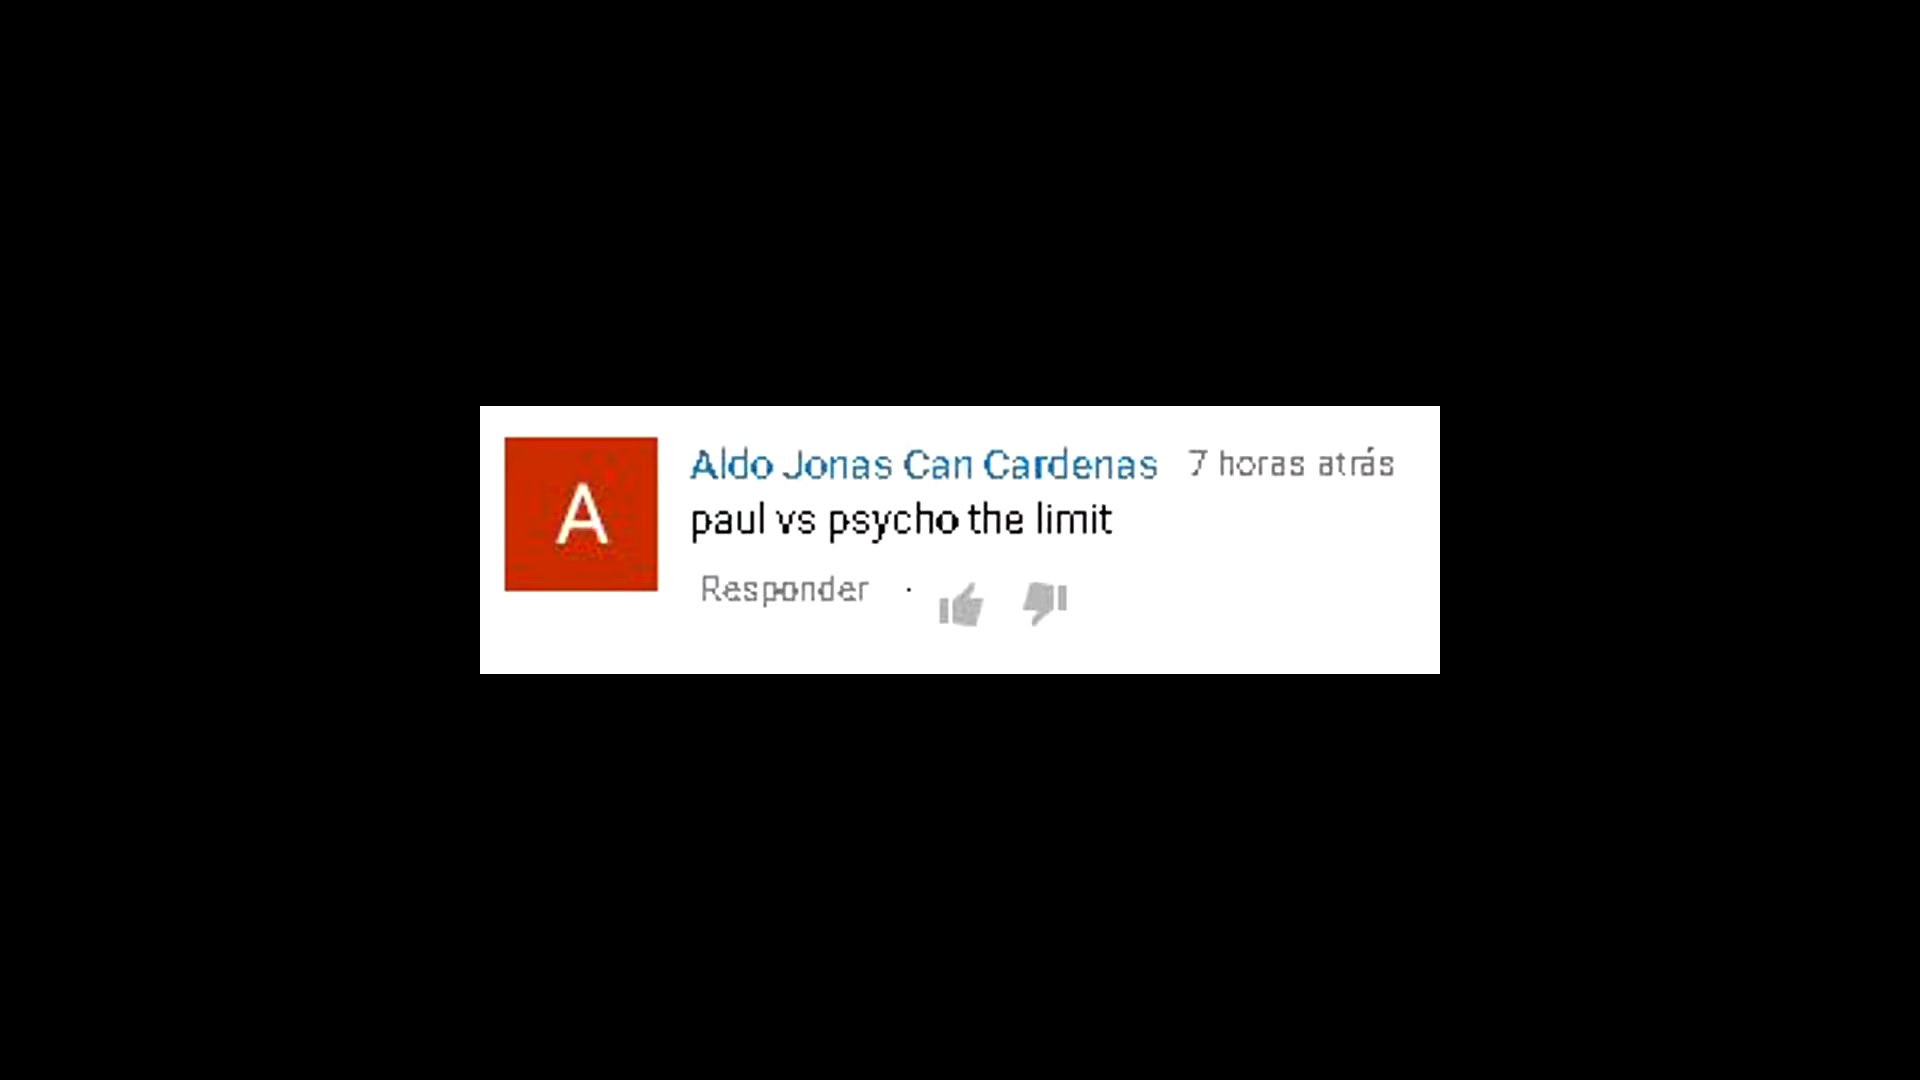 A
Aldo Jonas Can Cardenas 7 horas atrás
paul vs psycho the limit
Responder ·